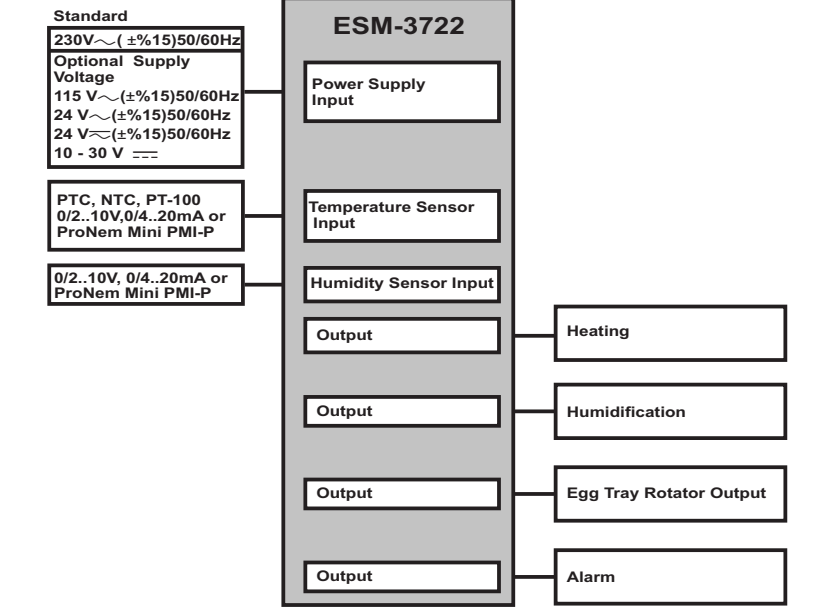 Standard
230V～( ±%15)50/60Hz
Optional Supply
Voltage
115 V～(±%15)50/60Hz
24 V～(±%15)50/60Hz
24 V⏦(±%15)50/60Hz
10 - 30 V ⎓
PTC, NTC, PT-100
0/2..10V,0/4..20mA or
ProNem Mini PMI-P
0/2..10V, 0/4..20mA or
ProNem Mini PMI-P
ESM-3722
Power Supply
Input
Temperature Sensor
Input
Humidity Sensor Input
Output
Output
Output
Output
Heating
Humidification
Egg Tray Rotator Output
Alarm